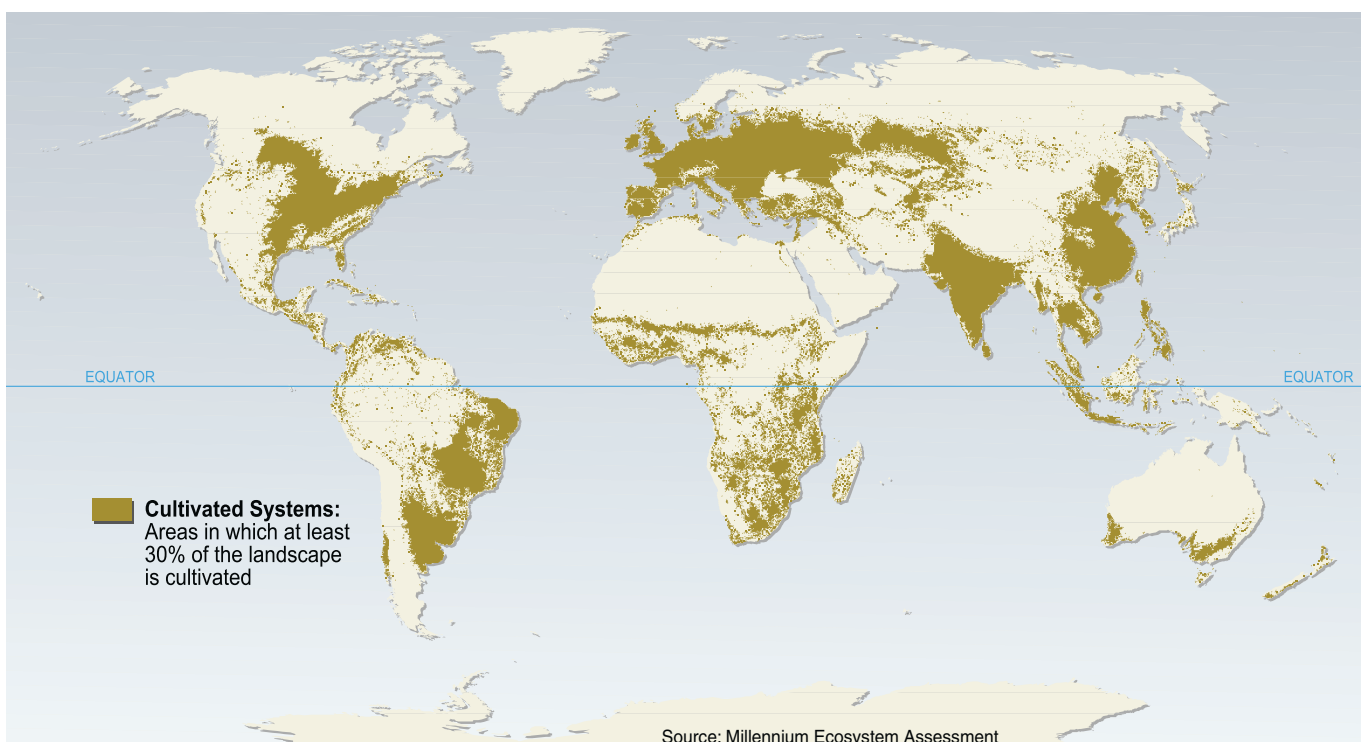 EQUATOR
EQUATOR
Cultivated Systems:
Areas in which at least
30% of the landscape
is cultivated
Source: Millennium Ecosystem Assessment